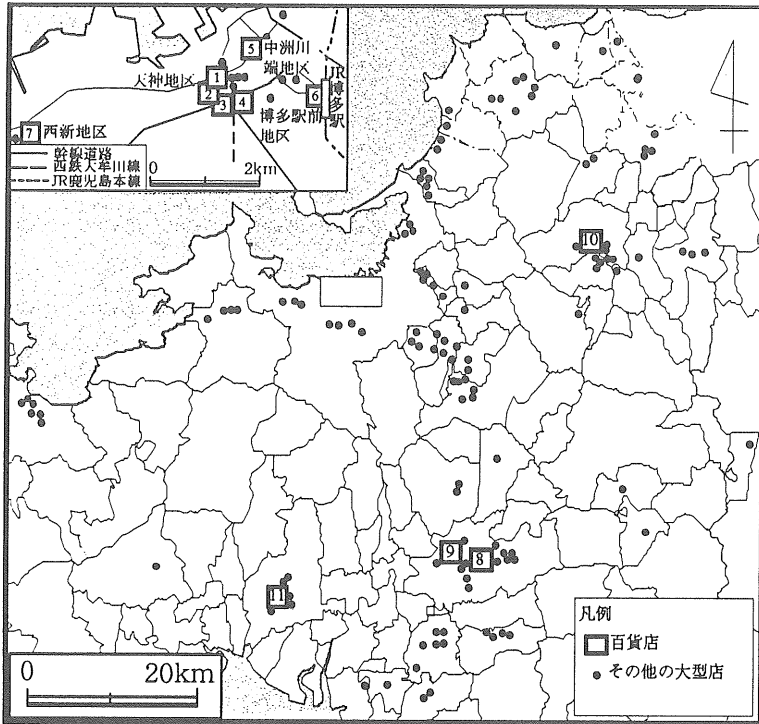 5
中洲川
端地区
天神地区
1
2
3
4
6
JR博多駅
博多駅前
地区
7
西新地区
幹線道路
西鉄大牟田線
JR鹿児島本線
0 2km
10
9
8
11
凡例
百貨店
その他の大型店
0 20km